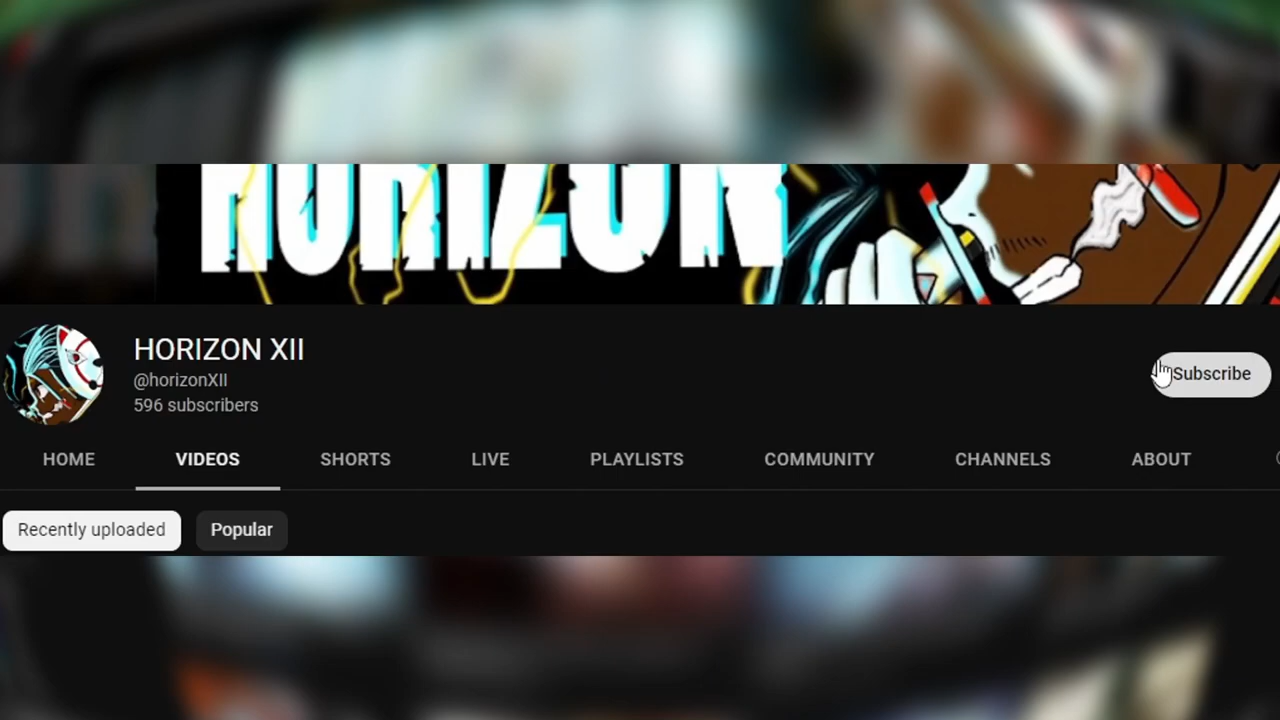 HORIZON
HORIZON XII
@horizonXII
596 subscribers
Subscribe
HOME VIDEOS SHORTS LIVE PLAYLISTS COMMUNITY CHANNELS ABOUT
Recently uploaded Popular